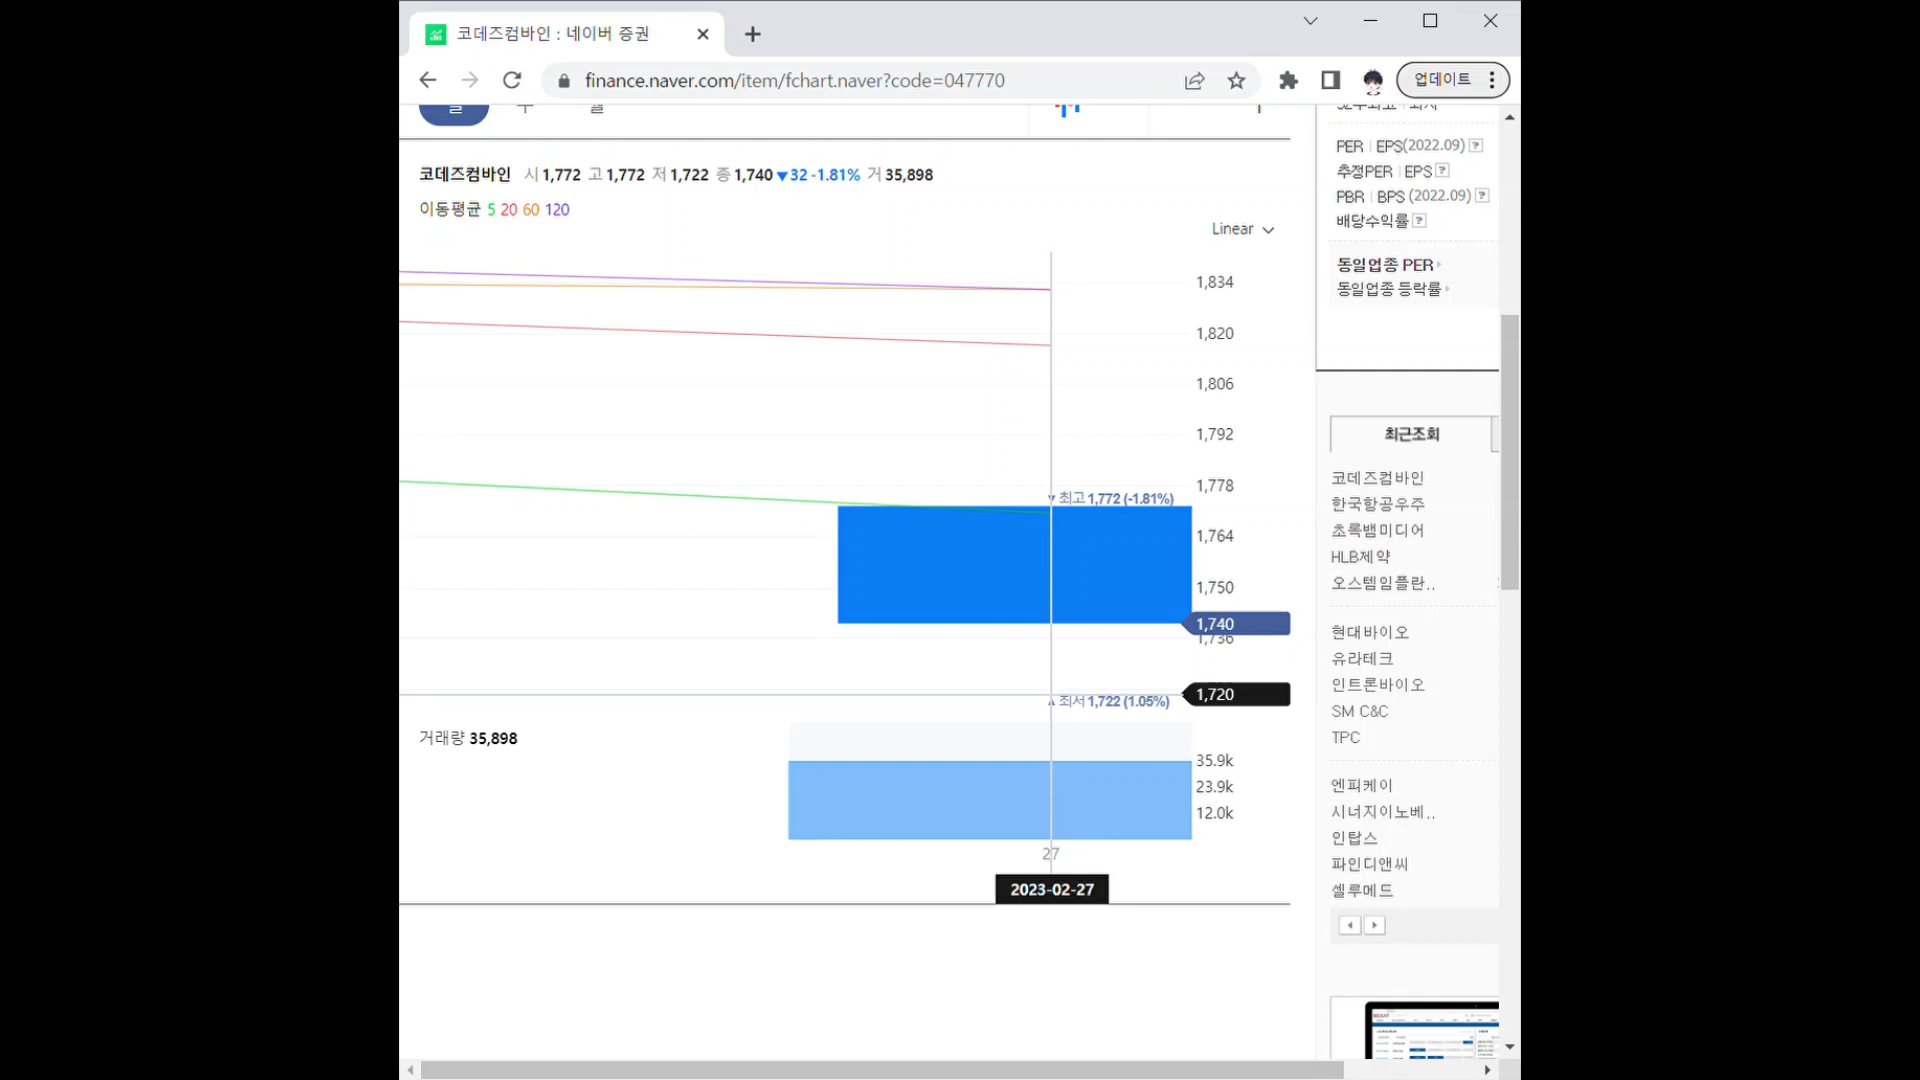 코데즈컴바인 : 네이버 증권
finance.naver.com/item/fchart.naver?code=047770
업데이트
코데즈컴바인 시 1,772 고 1,772 저 1,722 종 1,740 ▼32 -1.81% 거 35,898
이동평균 5 20 60 120
Linear
1,834
1,820
1,806
1,792
1,778
▼ 최고 1,772 (-1.81%)
1,764
1,750
1,740
1,736
1,720
▲ 최저 1,722 (1.05%)
거래량 35,898
35.9k
23.9k
12.0k
27
2023-02-27
PER | EPS(2022.09) ?
추정PER | EPS ?
PBR | BPS (2022.09) ?
배당수익률 ?
동일업종 PER
동일업종 등락률
최근조회
코데즈컴바인
한국항공우주
초록뱀미디어
HLB제약
오스템임플란..
현대바이오
유라테크
인트론바이오
SM C&C
TPC
엔피케이
시너지이노베..
인탑스
파인디앤씨
셀루메드